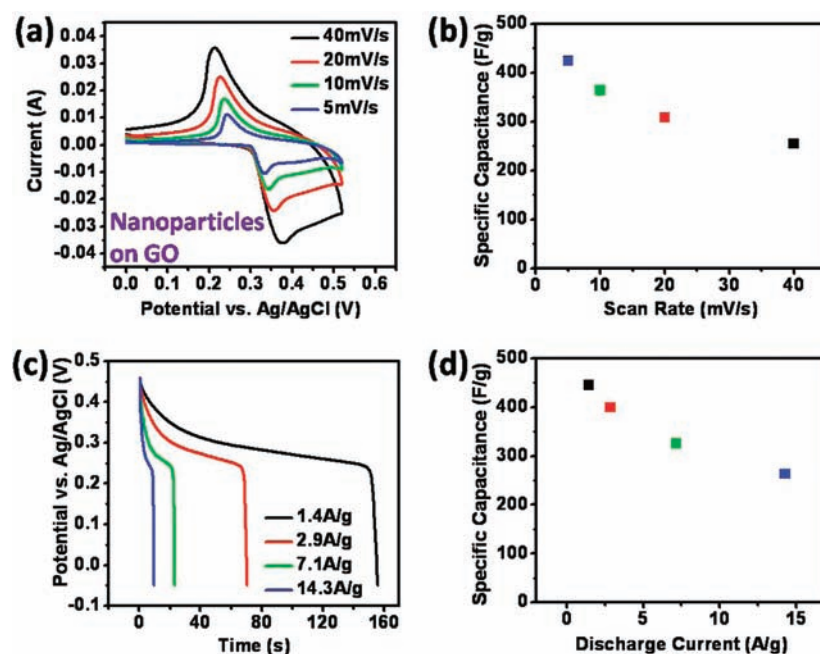 (a)
0.04
0.03
0.02
0.01
0.00
-0.01
-0.02
-0.03
-0.04
Current (A)
40mV/s
20mV/s
10mV/s
5mV/s
Nanoparticles
on GO
0.0 0.1 0.2 0.3 0.4 0.5 0.6
Potential vs. Ag/AgCl (V)
(b)
500
400
300
200
100
0
Specific Capacitance (F/g)
10 20 30 40
Scan Rate (mV/s)
(c)
0.5
0.4
0.3
0.2
0.1
0.0
-0.1
Potential vs. Ag/AgCl (V)
1.4A/g
2.9A/g
7.1A/g
14.3A/g
0 40 80 120 160
Time (s)
(d)
500
400
300
200
100
0
Specific Capacitance (F/g)
0 5 10 15
Discharge Current (A/g)